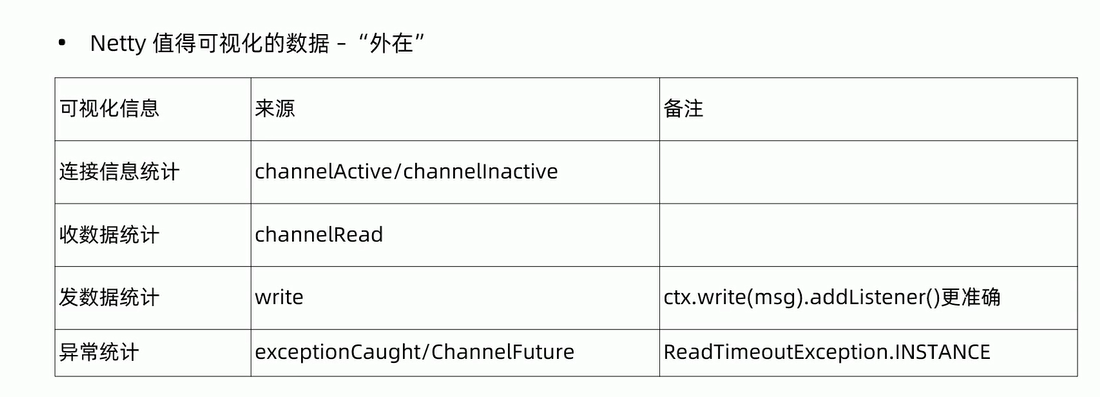 • Netty 值得可视化的数据 – “外在”
可视化信息 来源 备注
连接信息统计 channelActive/channelInactive
收数据统计 channelRead
发数据统计 write ctx.write(msg).addListener()更准确
异常统计 exceptionCaught/ChannelFuture ReadTimeoutException.INSTANCE